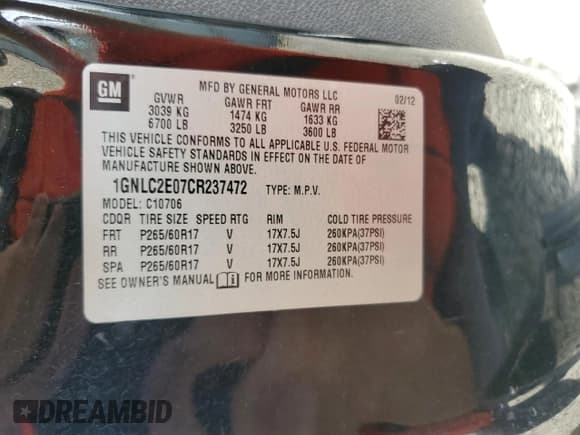 GM
MFD BY GENERAL MOTORS LLC
02/12
GVWR GAWR FRT GAWR RR
3039 KG 1474 KG 1633 KG
6700 LB 3250 LB 3600 LB
THIS VEHICLE CONFORMS TO ALL APPLICABLE U.S. FEDERAL MOTOR
VEHICLE SAFETY STANDARDS IN EFFECT ON THE DATE OF
MANUFACTURE SHOWN ABOVE.
1GNLC2E07CR237472 TYPE: M.P.V.
MODEL: C10706
CDQR TIRE SIZE SPEED RTG RIM COLD TIRE PRESSURE
FRT P265/60R17 V 17X7.5J 260KPA(37PSI)
RR P265/60R17 V 17X7.5J 260KPA(37PSI)
SPA P265/60R17 V 17X7.5J 260KPA(37PSI)
SEE OWNER'S MANUAL FOR MORE INFORMATION.
DREAMBID